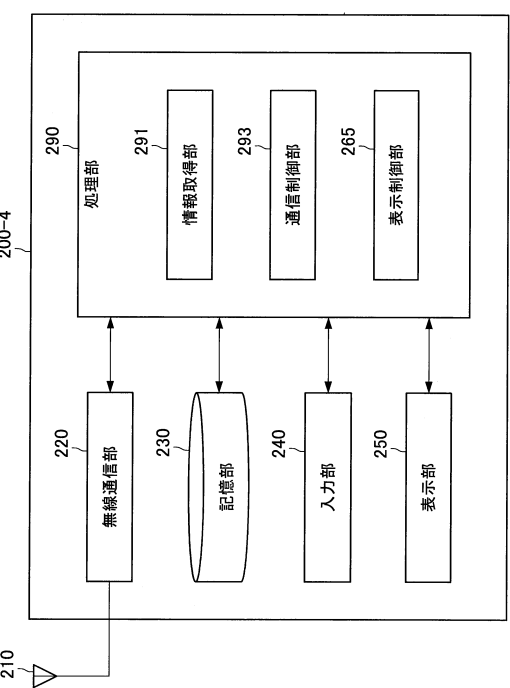 200-4
210
220
無線通信部
230
記憶部
240
入力部
250
表示部
290
処理部
291
情報取得部
293
通信制御部
265
表示制御部